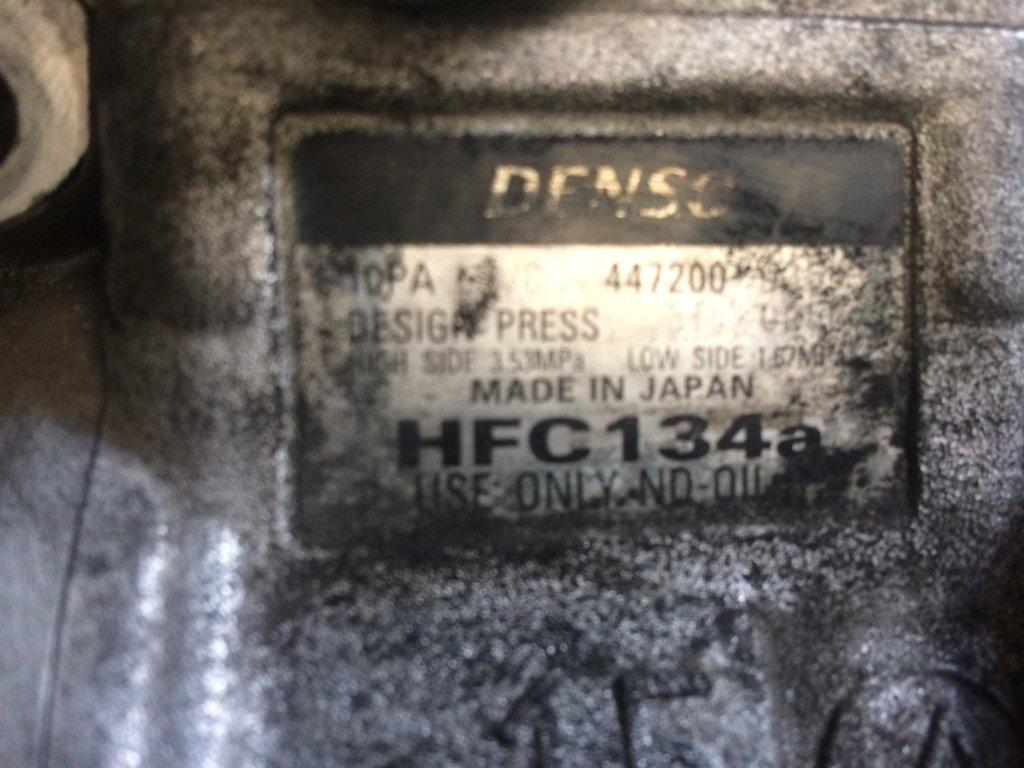 DENSO
10PA 447200
DESIGN PRESS
HIGH SIDE 3.53MPa LOW SIDE 1.67MPa
MADE IN JAPAN
HFC134a
USE ONLY ND-OIL